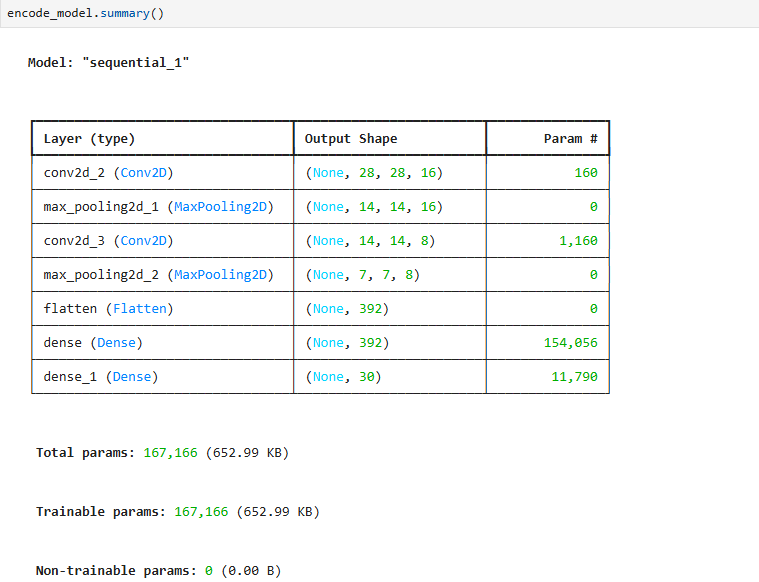 encode_model.summary()
Model: "sequential_1"
Layer (type) Output Shape Param #
conv2d_2 (Conv2D) (None, 28, 28, 16) 160
max_pooling2d_1 (MaxPooling2D) (None, 14, 14, 16) 0
conv2d_3 (Conv2D) (None, 14, 14, 8) 1,160
max_pooling2d_2 (MaxPooling2D) (None, 7, 7, 8) 0
flatten (Flatten) (None, 392) 0
dense (Dense) (None, 392) 154,056
dense_1 (Dense) (None, 30) 11,790
Total params: 167,166 (652.99 KB)
Trainable params: 167,166 (652.99 KB)
Non-trainable params: 0 (0.00 B)